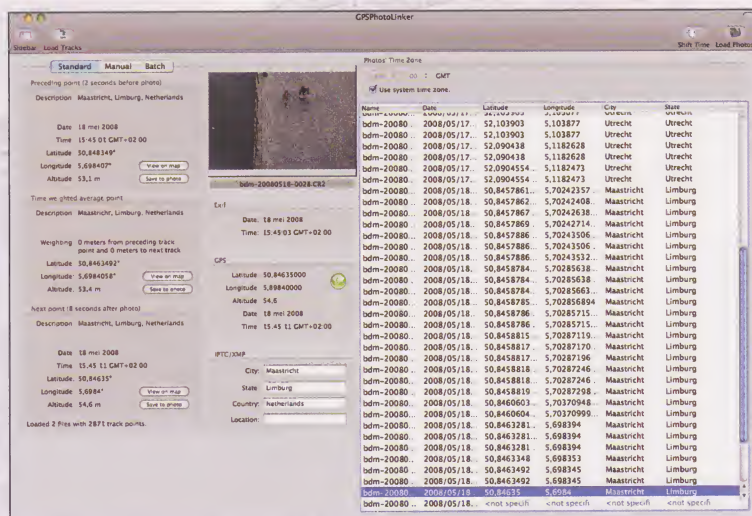 GPSPhotoLinker
Sidebar Load Tracks
Shift Time Load Photos
Standard Manual Batch
Preceding point (2 seconds before photo)
Description Maastricht, Limburg, Netherlands
Date 18 mei 2008
Time 15:45:01 GMT+02:00
Latitude 50,848349°
Longitude 5,698407° View on map
Altitude 53,1 m Save to photo
Time weighted average point
Description Maastricht, Limburg, Netherlands
Weighting 0 meters from preceding track
point and 0 meters to next track
Latitude 50,8463492°
Longitude 5,6984058° View on map
Altitude 53,4 m Save to photo
Next point (8 seconds after photo)
Description Maastricht, Limburg, Netherlands
Date 18 mei 2008
Time 15:45:11 GMT+02:00
Latitude 50,84635°
Longitude 5,6984° View on map
Altitude 54,6 m Save to photo
Loaded 2 files with 2871 track points.
bdm-20080518-0028.CR2
Exif
Date 18 mei 2008
Time 15:45:03 GMT+02:00
GPS
Latitude 50,84635000
Longitude 5,69840000
Altitude 54,6
Date 18 mei 2008
Time 15:45:11 GMT+02:00
IPTC/XMP
City: Maastricht
State: Limburg
Country: Netherlands
Location:
Photos' Time Zone
00 : GMT
Use system time zone.
Name Date Latitude Longitude City State
bdm-20080... 2008/05/17... 52,103903 5,103877 Utrecht Utrecht
bdm-20080... 2008/05/17... 52,103903 5,103877 Utrecht Utrecht
bdm-20080... 2008/05/17... 52,103903 5,103877 Utrecht Utrecht
bdm-20080... 2008/05/17... 52,090438 5,1182628 Utrecht Utrecht
bdm-20080... 2008/05/17... 52,090438 5,1182628 Utrecht Utrecht
bdm-20080... 2008/05/17... 52,0904554... 5,1182473 Utrecht Utrecht
bdm-20080... 2008/05/17... 52,0904554... 5,1182473 Utrecht Utrecht
bdm-20080... 2008/05/18... 50,8457861... 5,70242357... Maastricht Limburg
bdm-20080... 2008/05/18... 50,8457862... 5,70242408... Maastricht Limburg
bdm-20080... 2008/05/18... 50,8457867... 5,70242638... Maastricht Limburg
bdm-20080... 2008/05/18... 50,8457869... 5,70242714... Maastricht Limburg
bdm-20080... 2008/05/18... 50,8457886... 5,70243506... Maastricht Limburg
bdm-20080... 2008/05/18... 50,8457886... 5,70243506... Maastricht Limburg
bdm-20080... 2008/05/18... 50,8457886... 5,70243532... Maastricht Limburg
bdm-20080... 2008/05/18... 50,8458784... 5,70285638... Maastricht Limburg
bdm-20080... 2008/05/18... 50,8458784... 5,70285638... Maastricht Limburg
bdm-20080... 2008/05/18... 50,8458784... 5,70285663... Maastricht Limburg
bdm-20080... 2008/05/18... 50,8458785... 5,702856894 Maastricht Limburg
bdm-20080... 2008/05/18... 50,8458786... 5,70285715... Maastricht Limburg
bdm-20080... 2008/05/18... 50,8458786... 5,70285715... Maastricht Limburg
bdm-20080... 2008/05/18... 50,8458815 5,70287119... Maastricht Limburg
bdm-20080... 2008/05/18... 50,8458817... 5,70287170... Maastricht Limburg
bdm-20080... 2008/05/18... 50,8458817... 5,70287196 Maastricht Limburg
bdm-20080... 2008/05/18... 50,8458818... 5,70287246... Maastricht Limburg
bdm-20080... 2008/05/18... 50,8458818... 5,70287246... Maastricht Limburg
bdm-20080... 2008/05/18... 50,8458819 5,70287298... Maastricht Limburg
bdm-20080... 2008/05/18... 50,8460603... 5,70370948... Maastricht Limburg
bdm-20080... 2008/05/18... 50,8460604... 5,70370999... Maastricht Limburg
bdm-20080... 2008/05/18... 50,8463281... 5,698394 Maastricht Limburg
bdm-20080... 2008/05/18... 50,8463281... 5,698394 Maastricht Limburg
bdm-20080... 2008/05/18... 50,8463281... 5,698394 Maastricht Limburg
bdm-20080... 2008/05/18... 50,8463348 5,698353 Maastricht Limburg
bdm-20080... 2008/05/18... 50,8463492 5,698345 Maastricht Limburg
bdm-20080... 2008/05/18... 50,8463492 5,698345 Maastricht Limburg
bdm-20080... 2008/05/18... 50,84635 5,6984 Maastricht Limburg
bdm-20080... 2008/05/18... <not specifi <not specifi <not specifi <not specifi